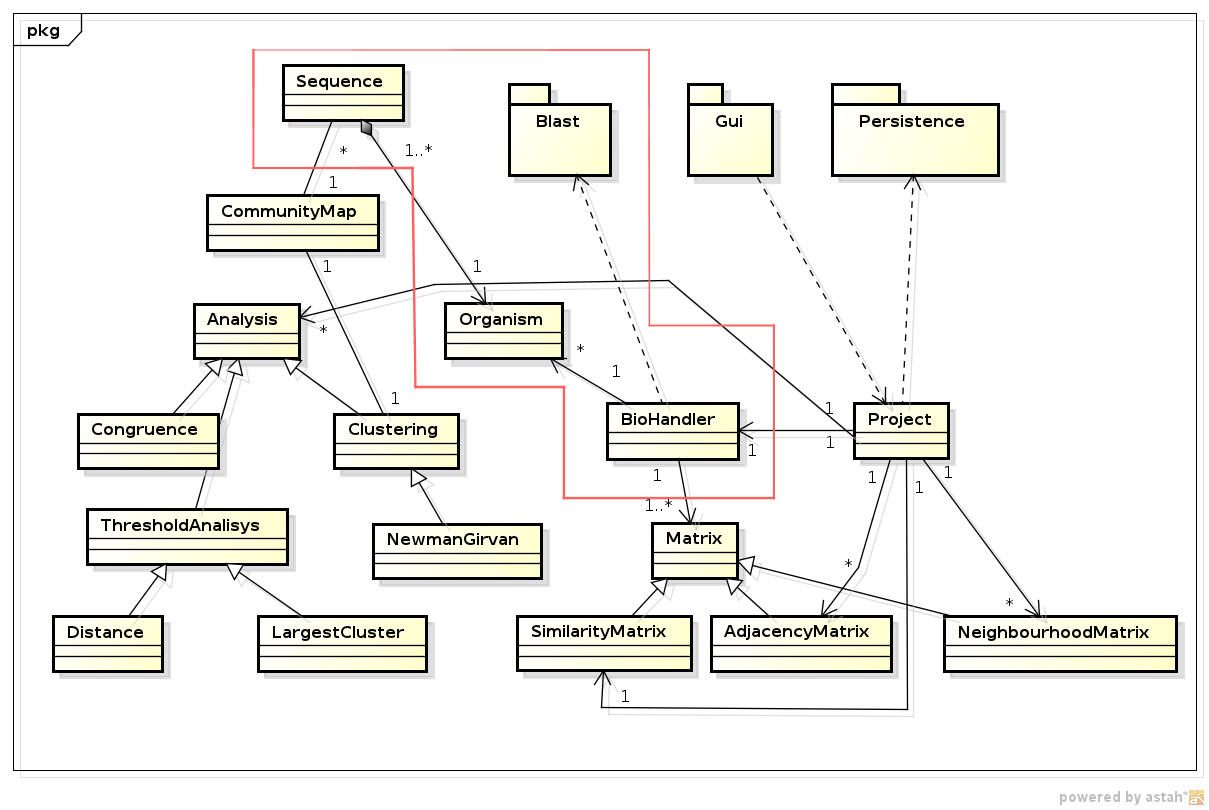 pkg
Sequence
Blast
Gui
Persistence
*
1..*
1
CommunityMap
1
1
Analysis
*
Organism
*
1
1
1
Congruence
Clustering
BioHandler
1
1
Project
1
1..*
1
1
1
ThresholdAnalisys
NewmanGirvan
Matrix
*
*
Distance
LargestCluster
SimilarityMatrix
AdjacencyMatrix
NeighbourhoodMatrix
1
powered by astah*